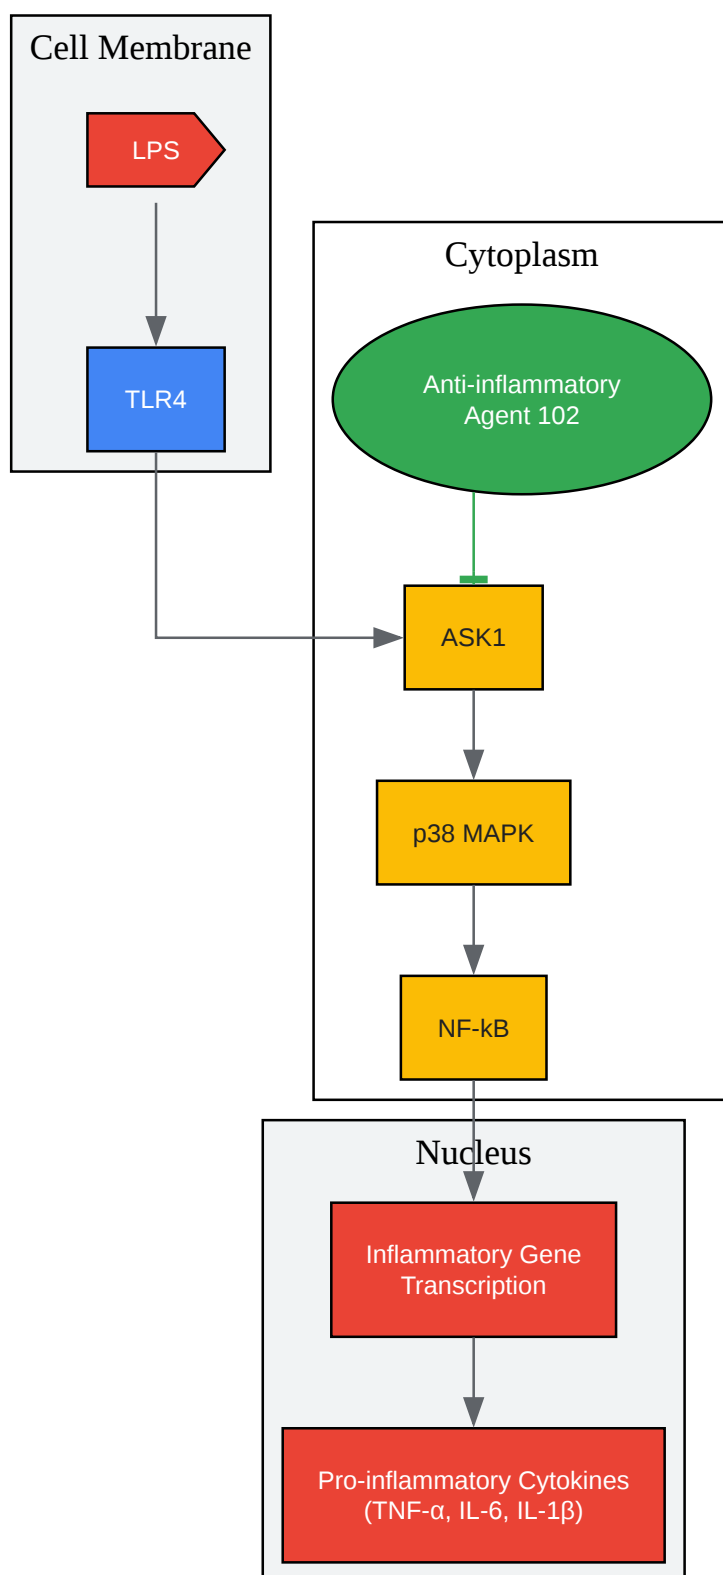 Cell Membrane
LPS
TLR4
Cytoplasm
Anti-inflammatory
Agent 102
ASK1
p38 MAPK
NF-kB
Nucleus
Inflammatory Gene
Transcription
Pro-inflammatory Cytokines
(TNF-α, IL-6, IL-1β)